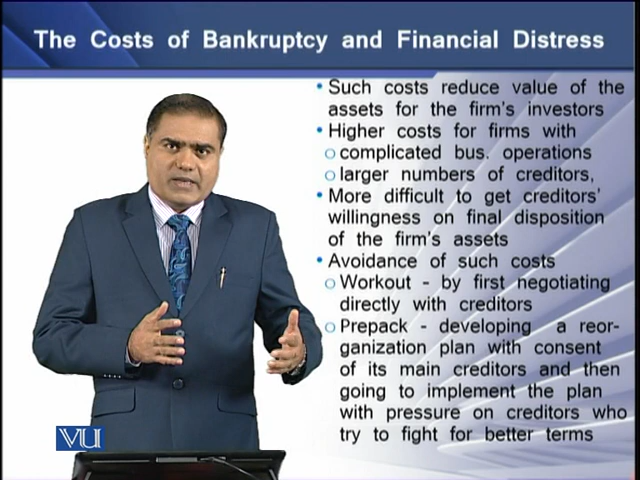 The Costs of Bankruptcy and Financial Distress
• Such costs reduce value of the
assets for the firm's investors
• Higher costs for firms with
o complicated bus. operations
o larger numbers of creditors,
• More difficult to get creditors'
willingness on final disposition
of the firm's assets
• Avoidance of such costs
o Workout - by first negotiating
directly with creditors
o Prepack - developing a reor-
ganization plan with consent
of its main creditors and then
going to implement the plan
with pressure on creditors who
try to fight for better terms
VU